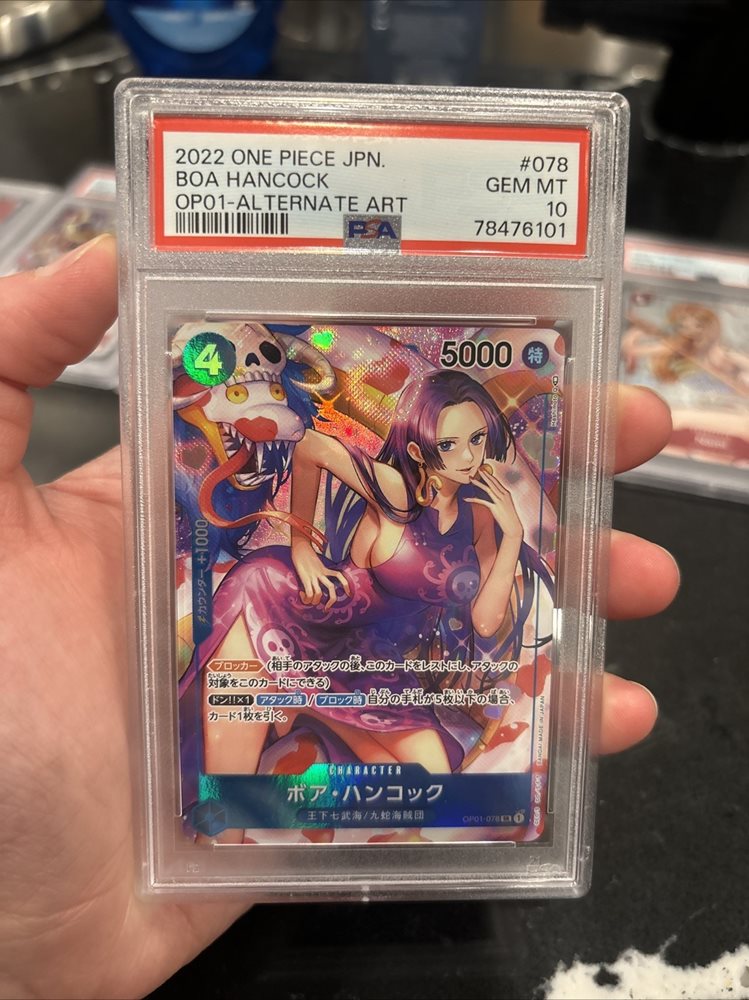 2022 ONE PIECE JPN. #078
BOA HANCOCK GEM MT
OP01-ALTERNATE ART 10
PSA 78476101
4 5000 特
カウンター +1000
ブロッカー (相手のアタックの後、このカードをレストにし、アタックの
対象をこのカードにできる)
ドン!!×1 アタック時 / ブロック時 自分の手札が5枚以下の場合、
カード1枚を引く。
BANDAI MADE IN JAPAN
CHARACTER
ボア・ハンコック
王下七武海/九蛇海賊団
OP01-078 SR 1